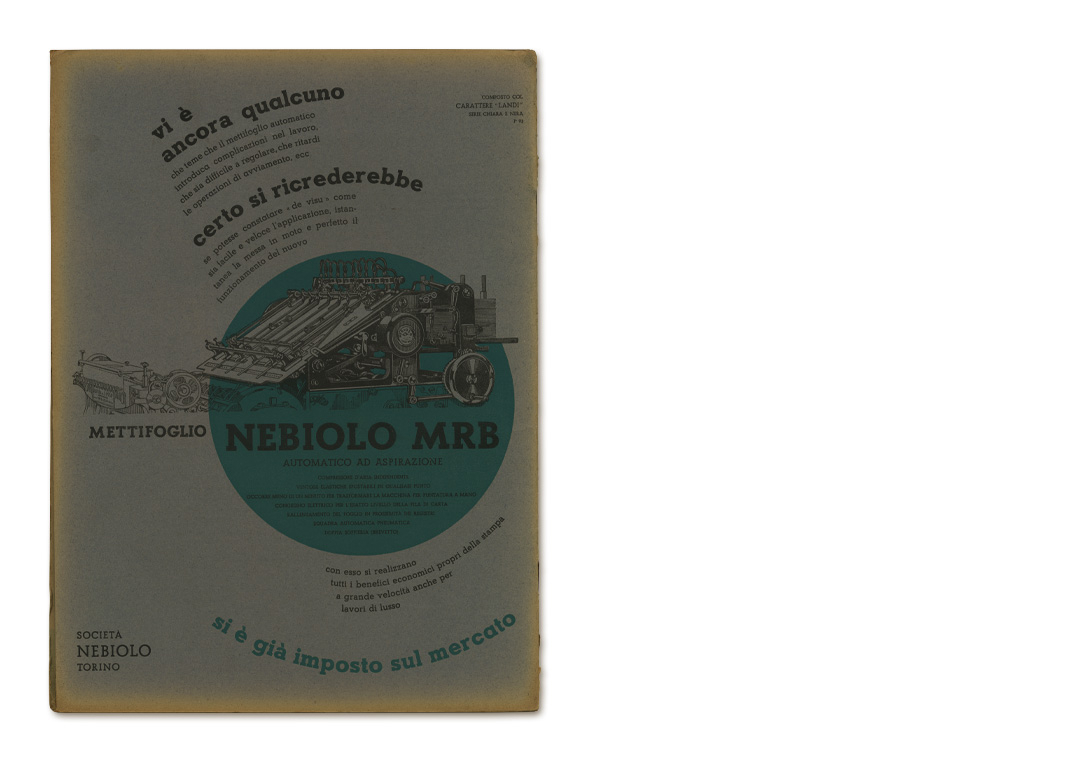 vi è
ancora qualcuno
che teme che il mettifoglio automatico
introduca complicazioni nel lavoro,
che sia difficile a regolare, che ritardi
le operazioni di avviamento, ecc
COMPOSTO COL
CARATTERE "LANDI"
SERIE CHIARA E NERA
certo si ricrederebbe
se potesse constatare « de visu » come
sia facile e veloce l'applicazione, istan-
tanea la messa in moto e perfetto il
funzionamento del nuovo
METTIFOGLIO NEBIOLO MRB
AUTOMATICO AD ASPIRAZIONE
con esso si realizzano
tutti i benefici economici propri della stampa
a grande velocità anche per
lavori di lusso
si è già imposto sul mercato
SOCIETÀ
NEBIOLO
TORINO